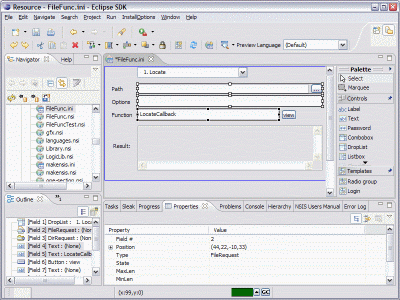 Resource - FileFunc.ini - Eclipse SDK
File Edit Navigate Search Project Run InstallOptions Window Help
Preview Language (Default)
Navigator
FileFunc.ini
FileFunc.nsi
FileFuncTest.nsi
gfx.nsi
languages.nsi
Library.nsi
LogicLib.nsi
makensis.ini
makensis.nsi
one-section.nsi
Outline
[Field 1] DropList : 1. Locate
[Field 2] FileRequest : (None)
[Field 3] DirRequest : (None)
[Field 4] Text : (None)
[Field 5] Text : LocateCallback
[Field 6] Button : view
[Field 7] Text : (None)
*FileFunc.ini
1. Locate
Path
...
Options
Function LocateCallback view
Result:
Palette
Select
Marquee
Controls
Label
Text
Password
Combobox
DropList
Listbox
Templates
Radio group
Login
Tasks Sleak Progress Properties Problems Console Hierarchy NSIS Users Manual Error Log
Property Value
Field # 2
Position (44,22,-10,33)
Type FileRequest
State
MaxLen
MinLen
(x:99,y:0)
GC